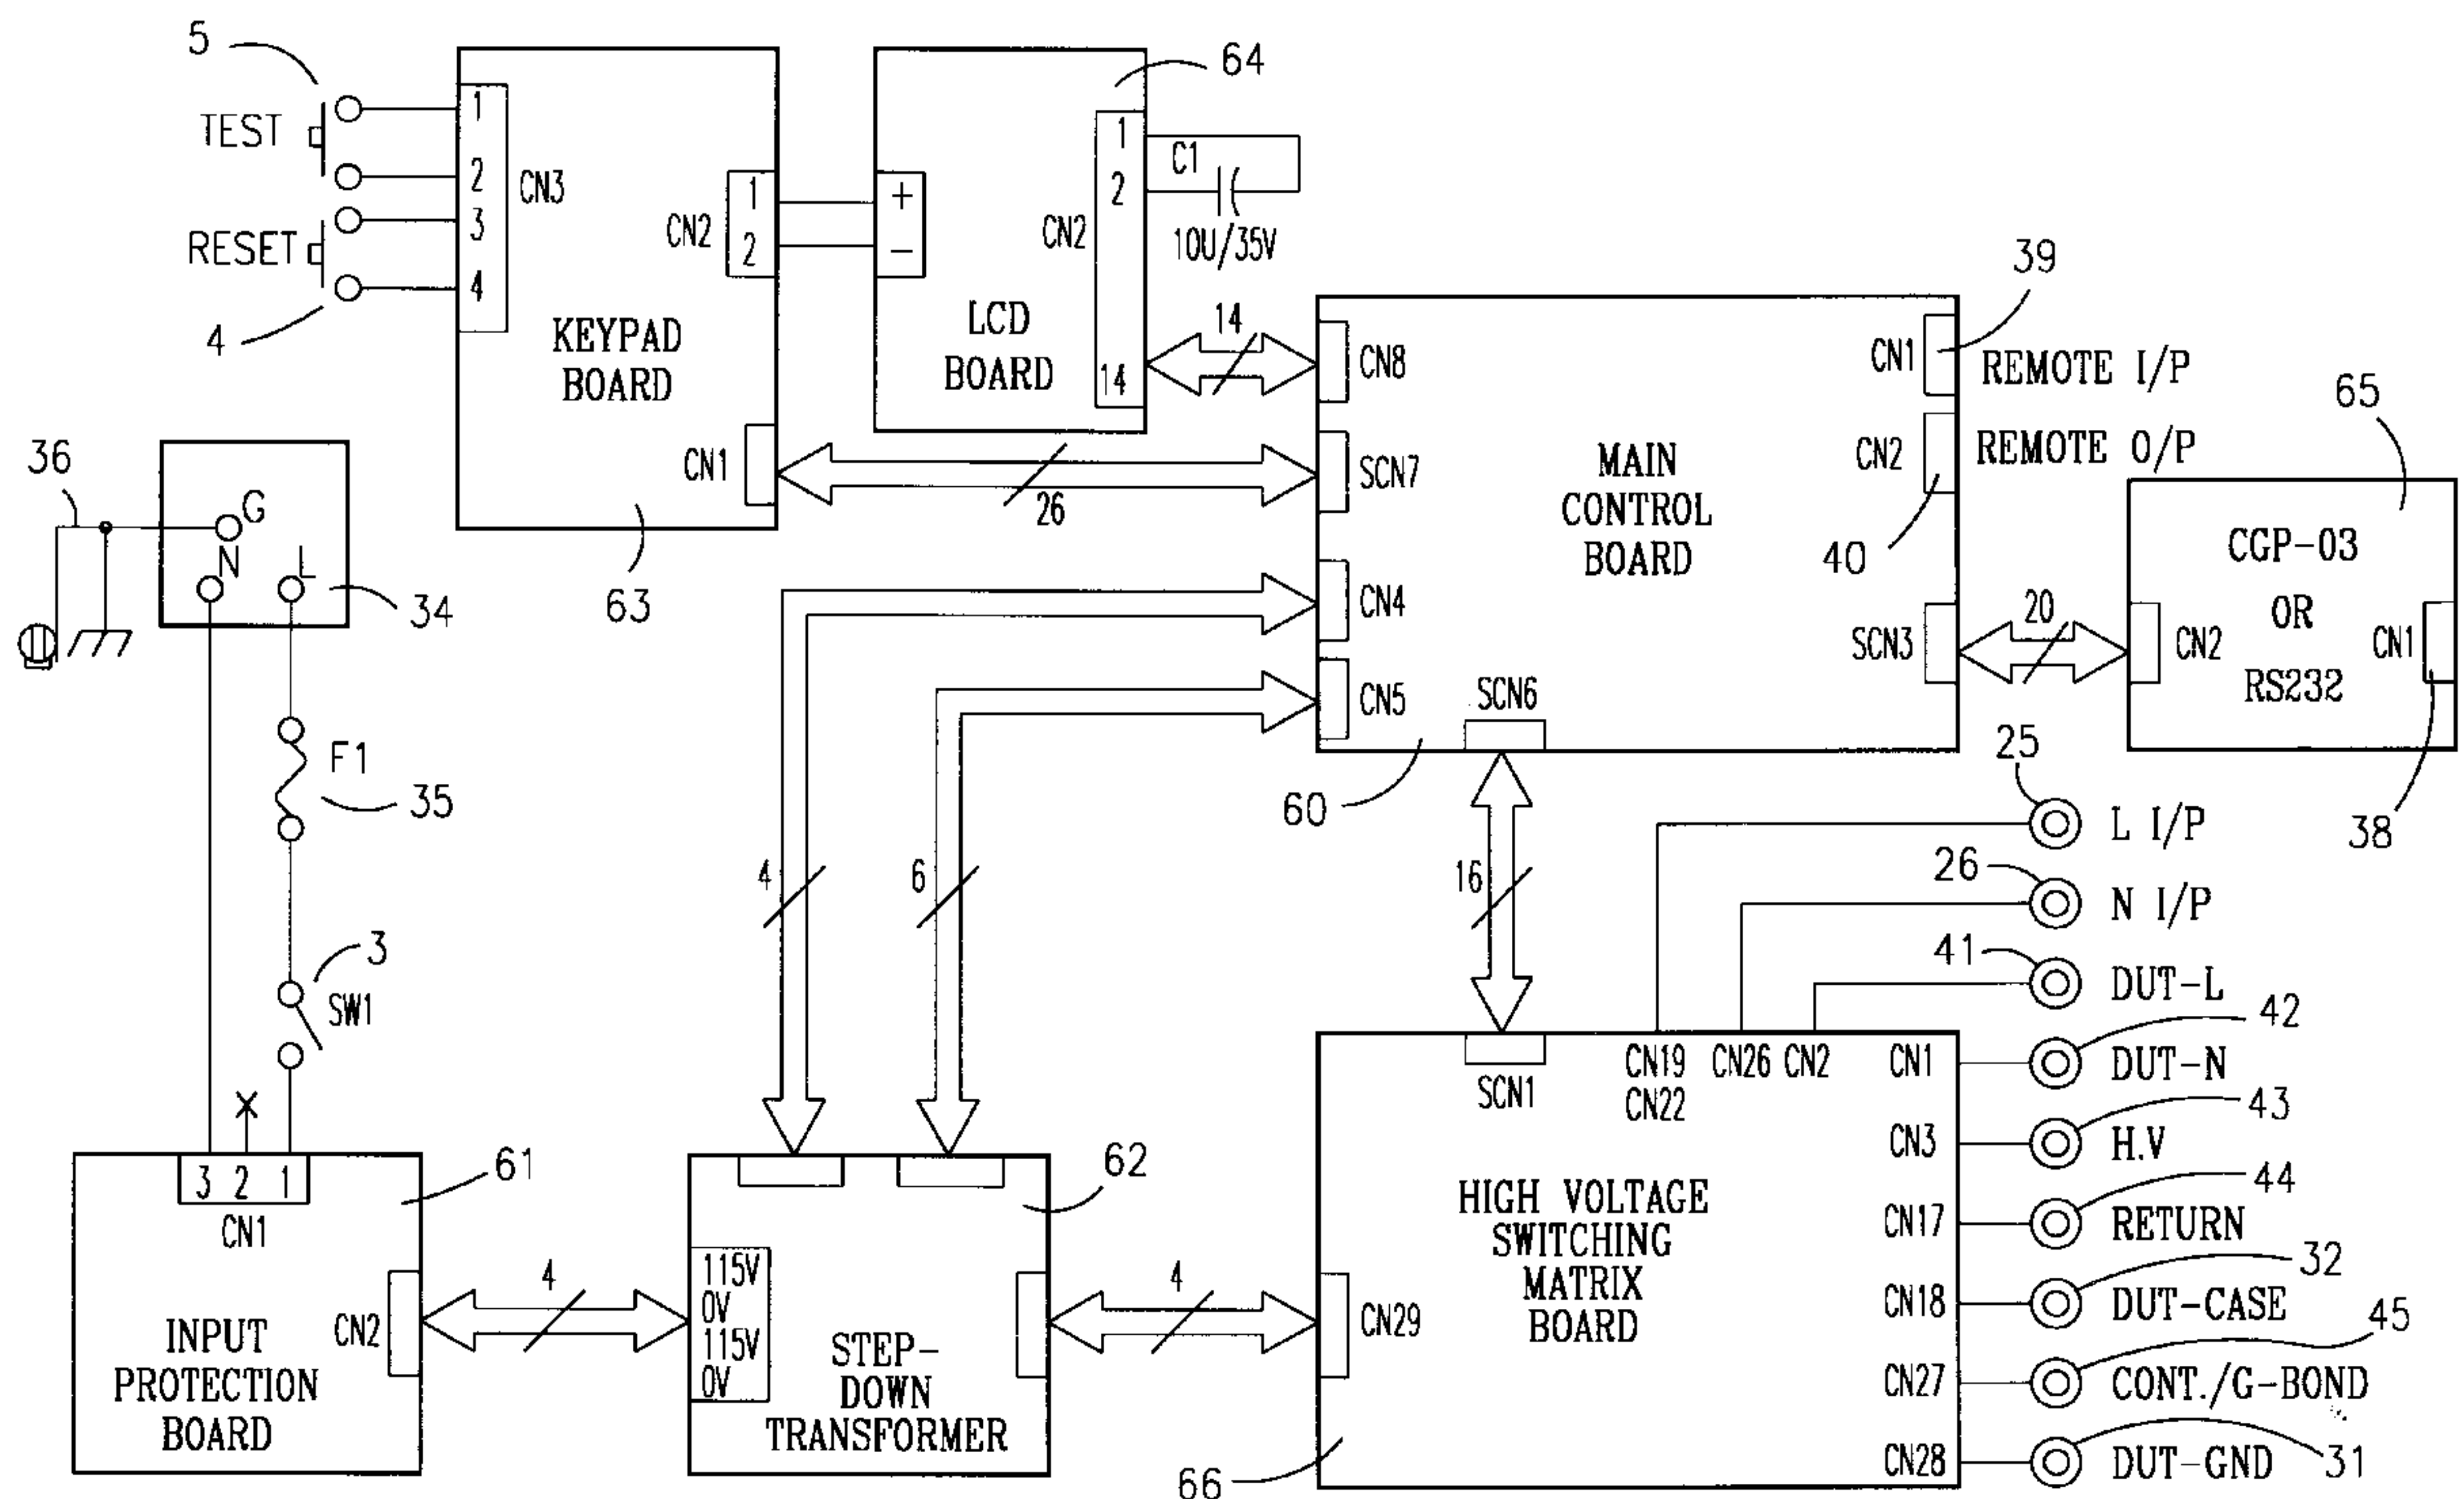 5
TEST
RESET
4
1
2
3
4
CN3
CN2
1
2
KEYPAD
BOARD
CN1
63
+
-
LCD
BOARD
64
1
2
14
CN2
C1
10U/35V
14
26
CN8
SCN7
CN4
CN5
SCN6
MAIN
CONTROL
BOARD
60
CN1
39
REMOTE I/P
CN2
40
REMOTE O/P
SCN3
20
65
CGP-03
OR
RS232
CN2
CN1
38
36
G
N
L
34
F1
35
3
SW1
3 2 1
CN1
61
CN2
INPUT
PROTECTION
BOARD
4
4
6
16
62
115V
0V
115V
0V
STEP-
DOWN
TRANSFORMER
4
SCN1
CN19
CN22
CN26
CN2
CN1
CN3
CN17
CN18
CN27
CN28
CN29
HIGH VOLTAGE
SWITCHING
MATRIX
BOARD
66
25
L I/P
26
N I/P
41
DUT-L
42
DUT-N
43
H.V
44
RETURN
32
DUT-CASE
45
CONT./G-BOND
31
DUT-GND